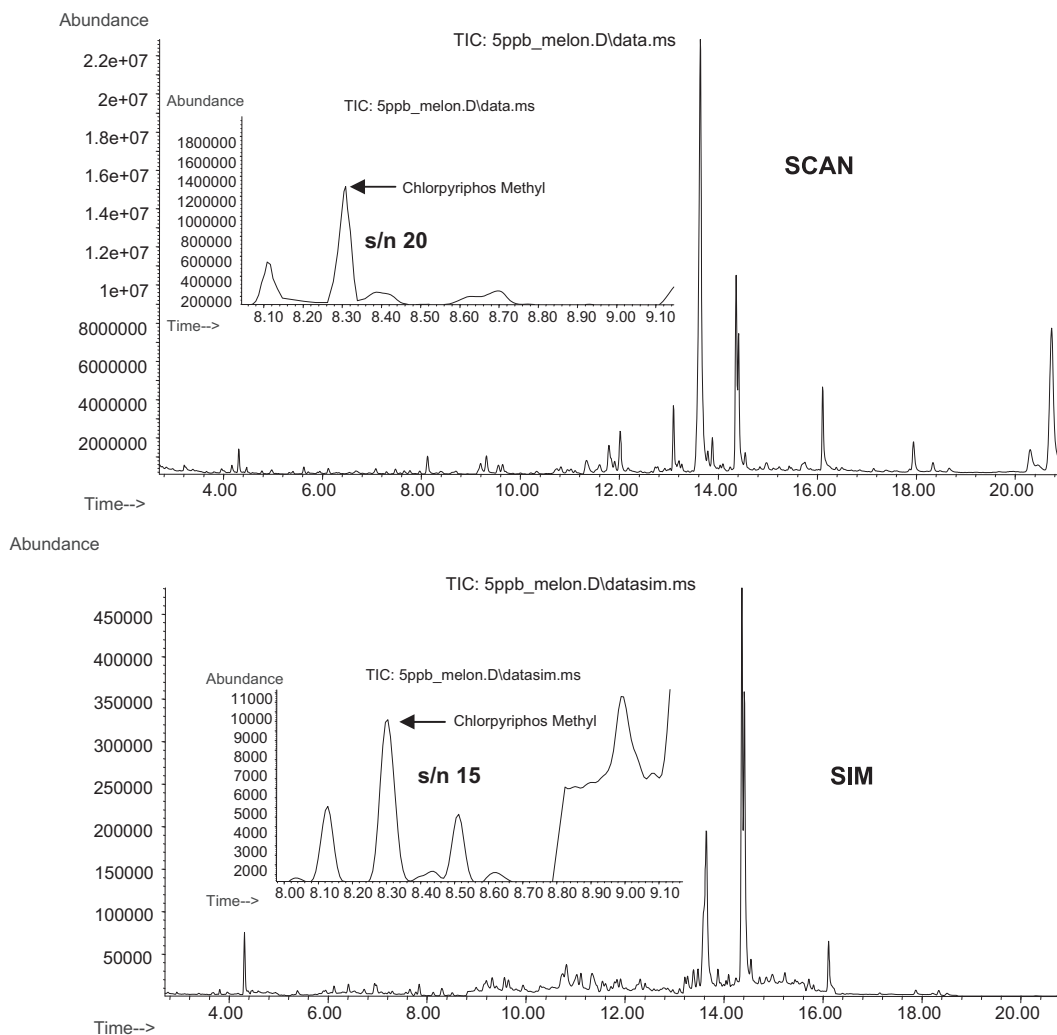 Abundance
TIC: 5ppb_melon.D\data.ms
2.2e+07
2e+07
1.8e+07
1.6e+07
1.4e+07
1.2e+07
1e+07
8000000
6000000
4000000
2000000
SCAN
Abundance
TIC: 5ppb_melon.D\data.ms
1800000
1600000
1400000
1200000
1000000
800000
600000
400000
200000
Chlorpyriphos Methyl
s/n 20
8.10 8.20 8.30 8.40 8.50 8.60 8.70 8.80 8.90 9.00 9.10
Time-->
4.00 6.00 8.00 10.00 12.00 14.00 16.00 18.00 20.00
Time-->
Abundance
TIC: 5ppb_melon.D\datasim.ms
450000
400000
350000
300000
250000
200000
150000
100000
50000
SIM
Abundance
TIC: 5ppb_melon.D\datasim.ms
11000
10000
9000
8000
7000
6000
5000
4000
3000
2000
Chlorpyriphos Methyl
s/n 15
8.00 8.10 8.20 8.30 8.40 8.50 8.60 8.70 8.80 8.90 9.00 9.10
Time-->
4.00 6.00 8.00 10.00 12.00 14.00 16.00 18.00 20.00
Time-->